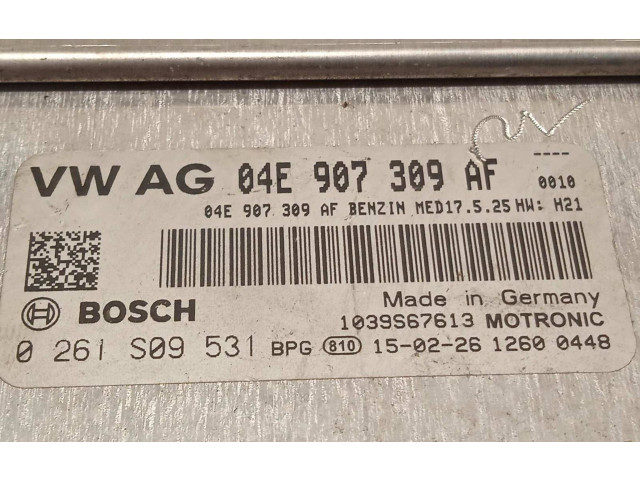 VW AG 04E 907 309 AF 0010
04E 907 309 AF BENZIN MED17.5.25 HW: H21
BOSCH
Made in Germany
1039S67613 MOTRONIC
0 261 S09 531 BPG 810 15-02-26 1260 0448